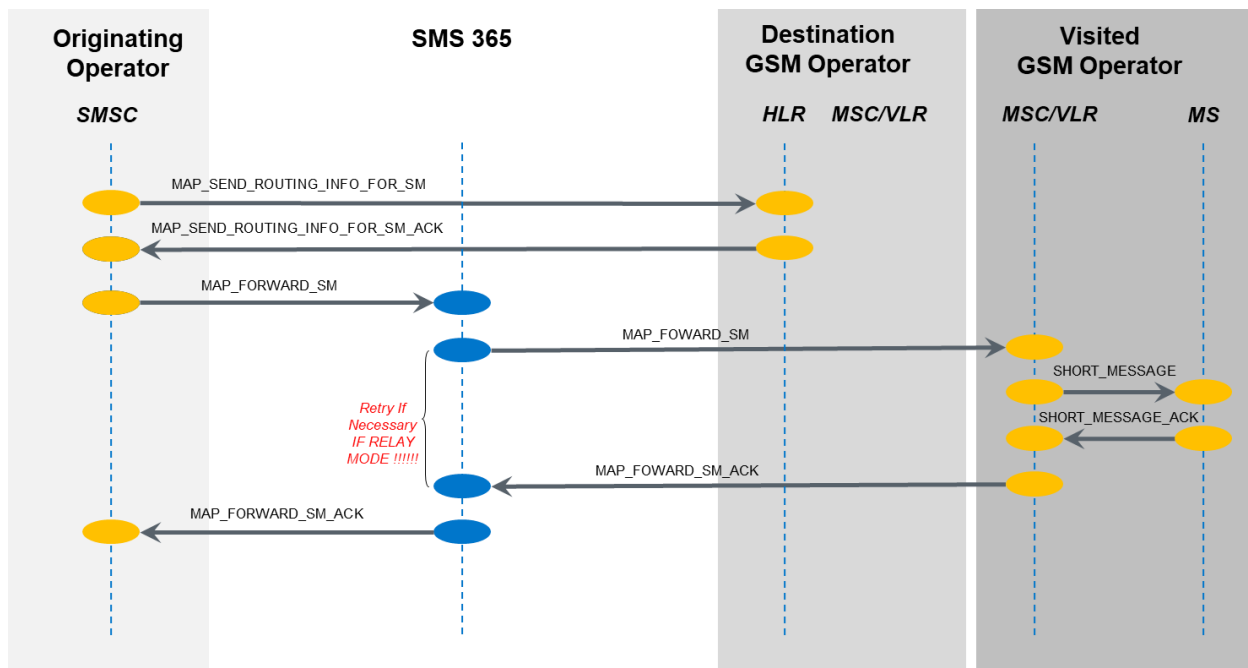 Originating
Operator
SMS 365
Destination
GSM Operator
Visited
GSM Operator
SMSC
HLR
MSC/VLR
MSC/VLR
MS
MAP_SEND_ROUTING_INFO_FOR_SM
MAP_SEND_ROUTING_INFO_FOR_SM_ACK
MAP_FORWARD_SM
MAP_FOWARD_SM
SHORT_MESSAGE
SHORT_MESSAGE_ACK
Retry If
Necessary
IF RELAY
MODE !!!!!!
MAP_FOWARD_SM_ACK
MAP_FORWARD_SM_ACK